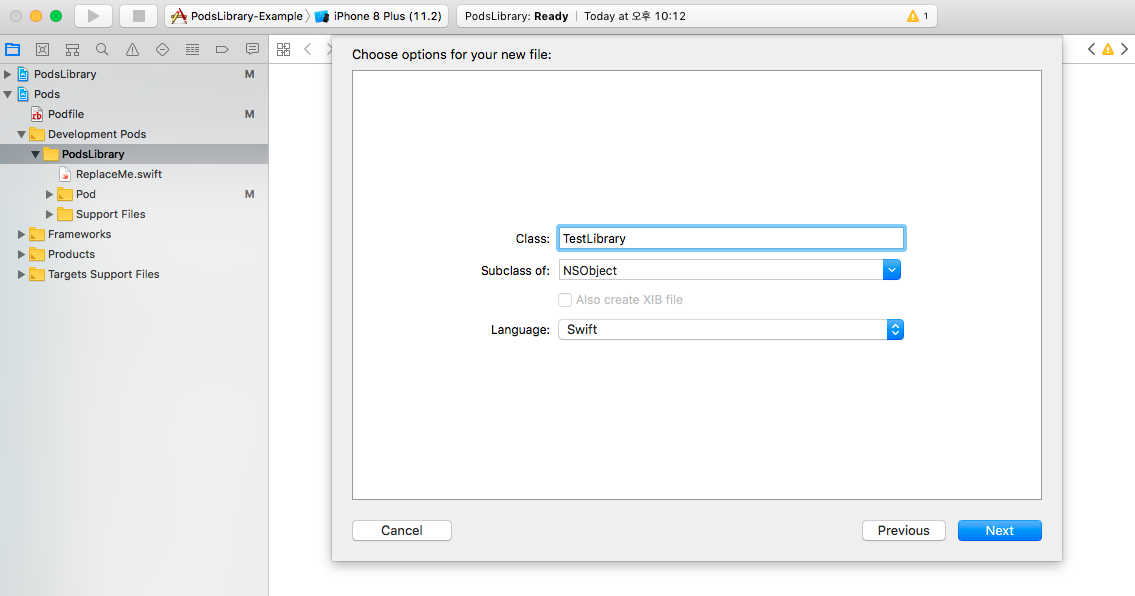 PodsLibrary-Example
iPhone 8 Plus (11.2)
PodsLibrary: Ready
Today at 오후 10:12
1
PodsLibrary M
Pods
Podfile M
Development Pods
PodsLibrary
ReplaceMe.swift
Pod M
Support Files
Frameworks
Products
Targets Support Files
Choose options for your new file:
Class: TestLibrary
Subclass of: NSObject
Also create XIB file
Language: Swift
Cancel
Previous
Next